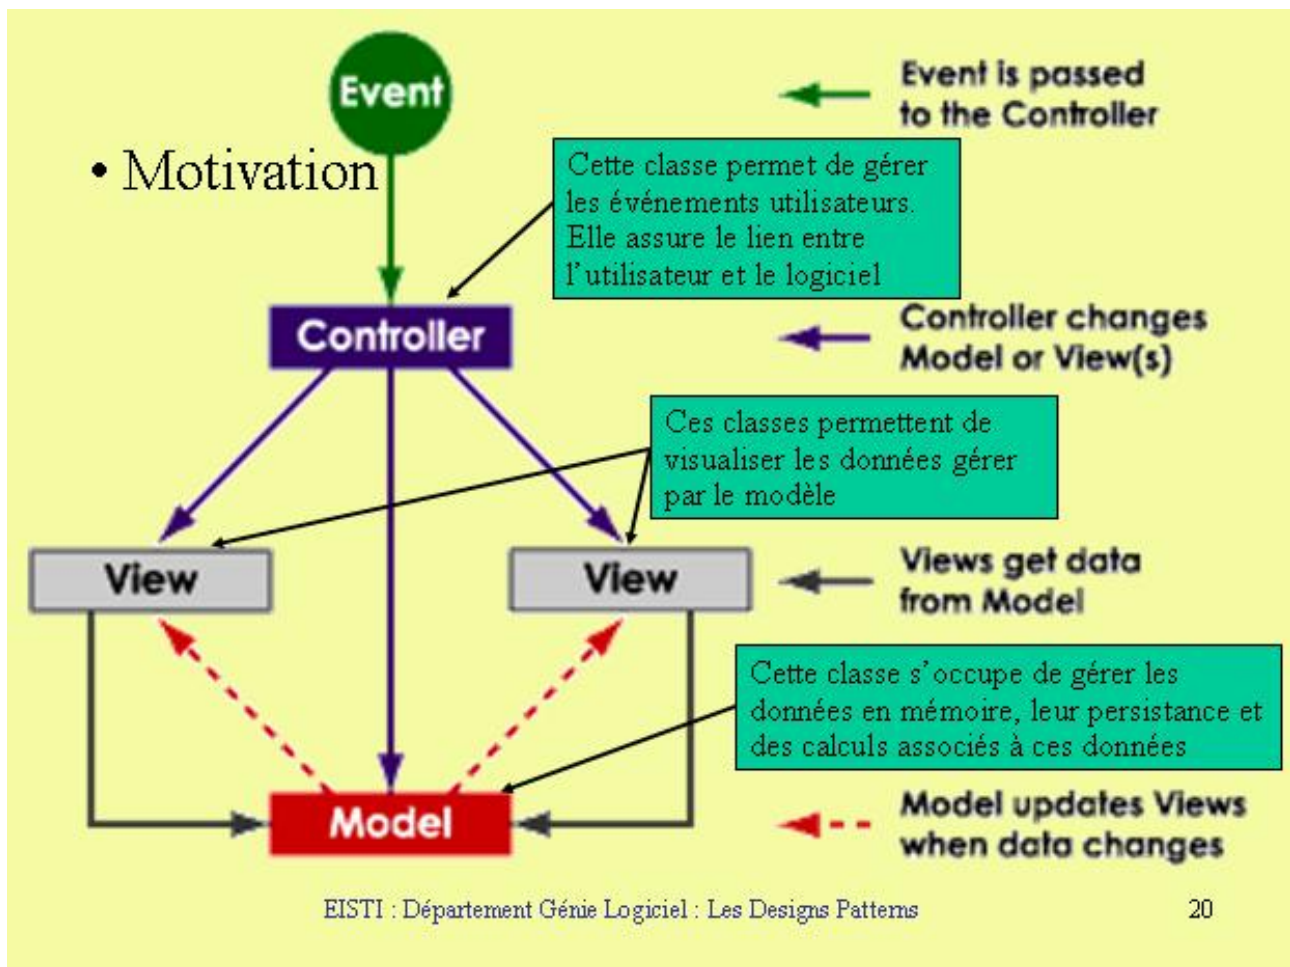 Event
Event is passed
to the Controller
• Motivation
Cette classe permet de gérer
les événements utilisateurs.
Elle assure le lien entre
l’utilisateur et le logiciel
Controller
Controller changes
Model or View(s)
Ces classes permettent de
visualiser les données gérer
par le modèle
View
View
Views get data
from Model
Cette classe s’occupe de gérer les
données en mémoire, leur persistance et
des calculs associés à ces données
Model
Model updates Views
when data changes
EISTI : Département Génie Logiciel : Les Designs Patterns
20